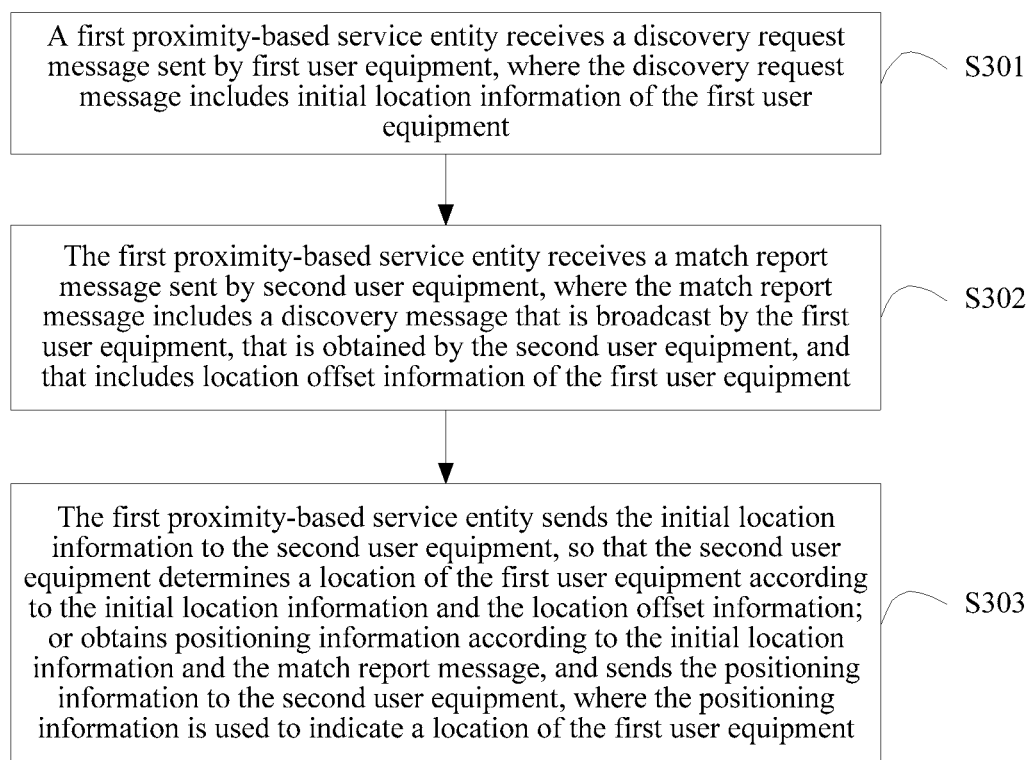 A first proximity-based service entity receives a discovery request
message sent by first user equipment, where the discovery request
message includes initial location information of the first user
equipment
S301
The first proximity-based service entity receives a match report
message sent by second user equipment, where the match report
message includes a discovery message that is broadcast by the first
user equipment, that is obtained by the second user equipment, and
that includes location offset information of the first user equipment
S302
The first proximity-based service entity sends the initial location
information to the second user equipment, so that the second user
equipment determines a location of the first user equipment according
to the initial location information and the location offset information;
or obtains positioning information according to the initial location
information and the match report message, and sends the positioning
information to the second user equipment, where the positioning
information is used to indicate a location of the first user equipment
S303